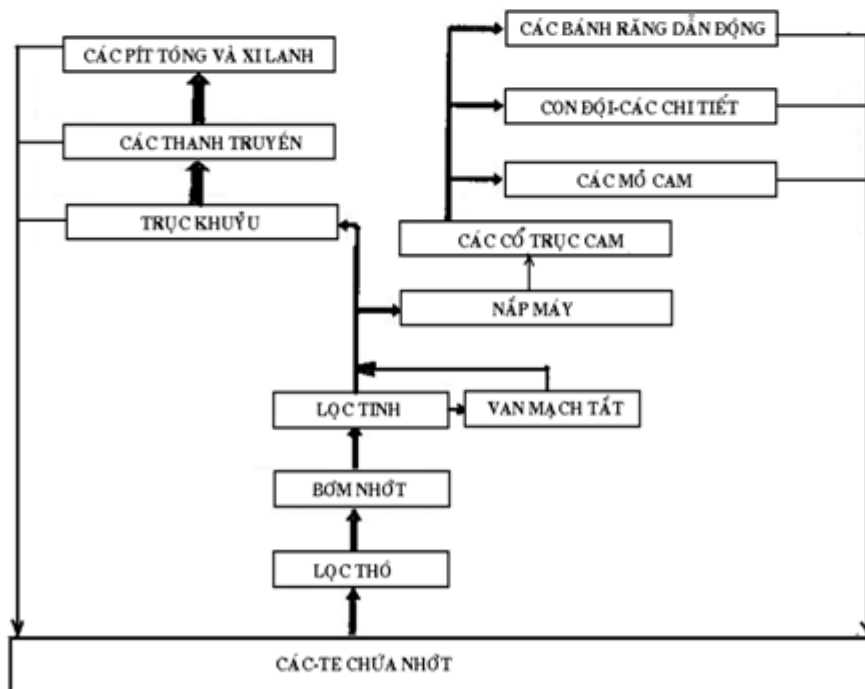 CÁC BÁNH RĂNG DẪN ĐỘNG
CÁC PÍT TÔNG VÀ XI LANH
CON ĐỘI-CÁC CHI TIẾT
CÁC THANH TRUYỀN
CÁC MỎ CAM
TRỤC KHUỶU
CÁC CỔ TRỤC CAM
NẮP MÁY
LỌC TINH
VAN MẠCH TẮT
BƠM NHỚT
LỌC THÔ
CÁC-TE CHỨA NHỚT